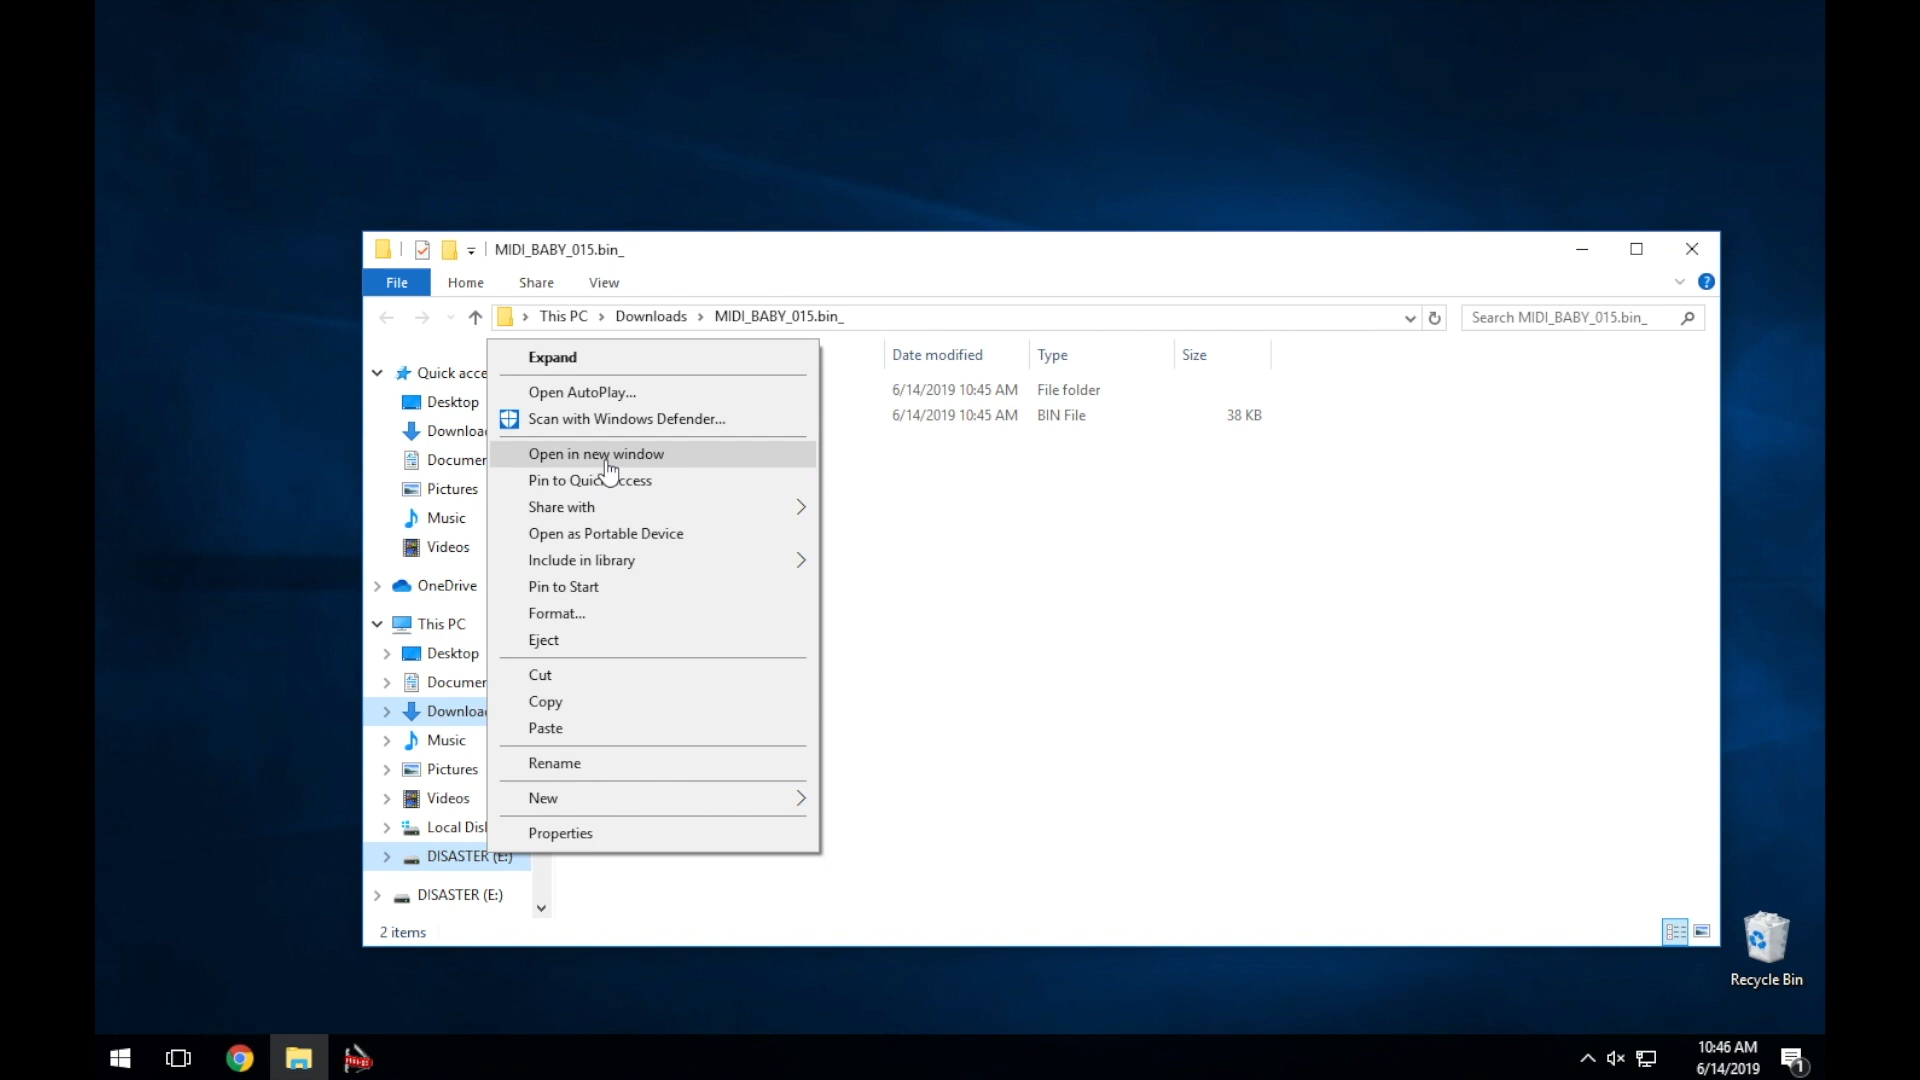 MIDI_BABY_015.bin_
File Home Share View
This PC Downloads MIDI_BABY_015.bin_
Search MIDI_BABY_015.bin_
Date modified Type Size
6/14/2019 10:45 AM File folder
6/14/2019 10:45 AM BIN File 38 KB
Quick acce
Desktop
Downloa
Documen
Pictures
Music
Videos
OneDrive
This PC
Desktop
Documen
Downloa
Music
Pictures
Videos
Local Disk
DISASTER (E:)
DISASTER (E:)
2 items
Expand
Open AutoPlay...
Scan with Windows Defender...
Open in new window
Pin to Quick access
Share with
Open as Portable Device
Include in library
Pin to Start
Format...
Eject
Cut
Copy
Paste
Rename
New
Properties
Recycle Bin
10:46 AM
6/14/2019
1